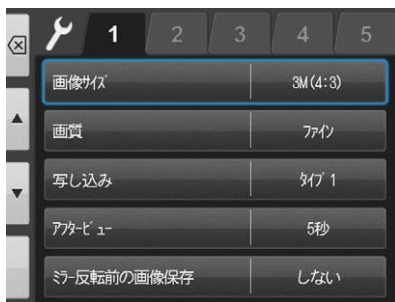 1 2 3 4 5
画像ｻｲｽﾞ 3M(4:3)
画質 ﾌｧｲﾝ
写し込み ﾀｲﾌﾟ1
ｱﾌﾀｰﾋﾞｭｰ 5秒
ﾐﾗｰ反転前の画像保存 しない